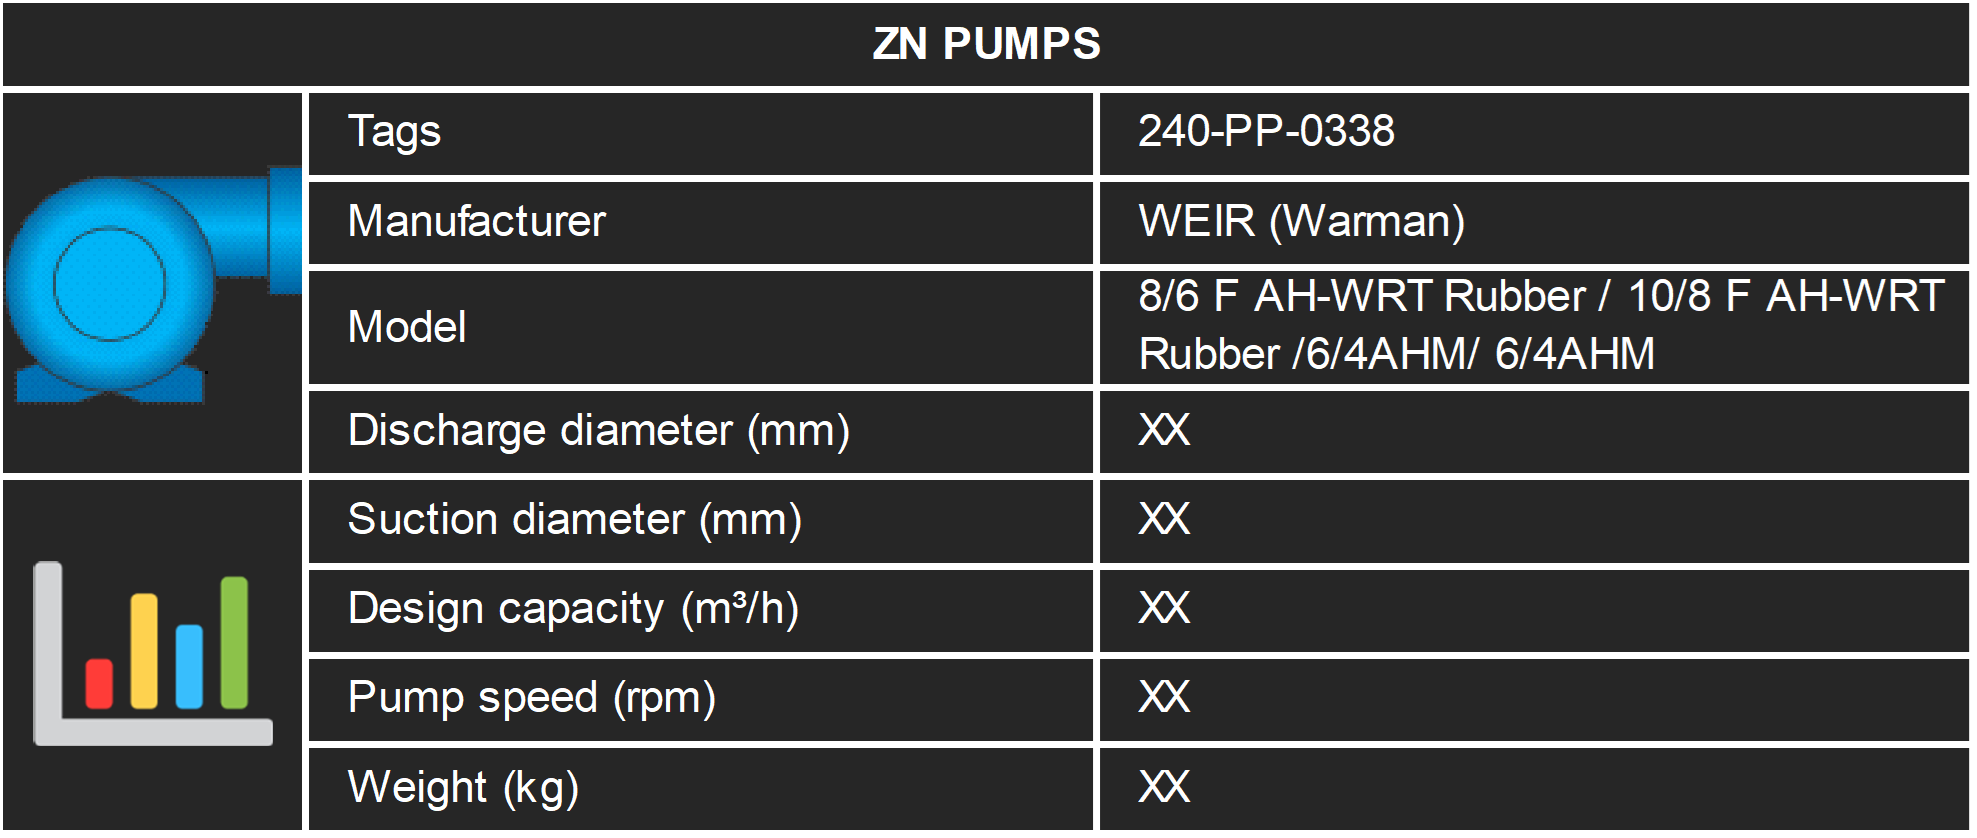 ZN PUMPS
Tags 240-PP-0338
Manufacturer WEIR (Warman)
Model 8/6 F AH-WRT Rubber / 10/8 F AH-WRT
Rubber /6/4AHM/ 6/4AHM
Discharge diameter (mm) XX
Suction diameter (mm) XX
Design capacity (m³/h) XX
Pump speed (rpm) XX
Weight (kg) XX